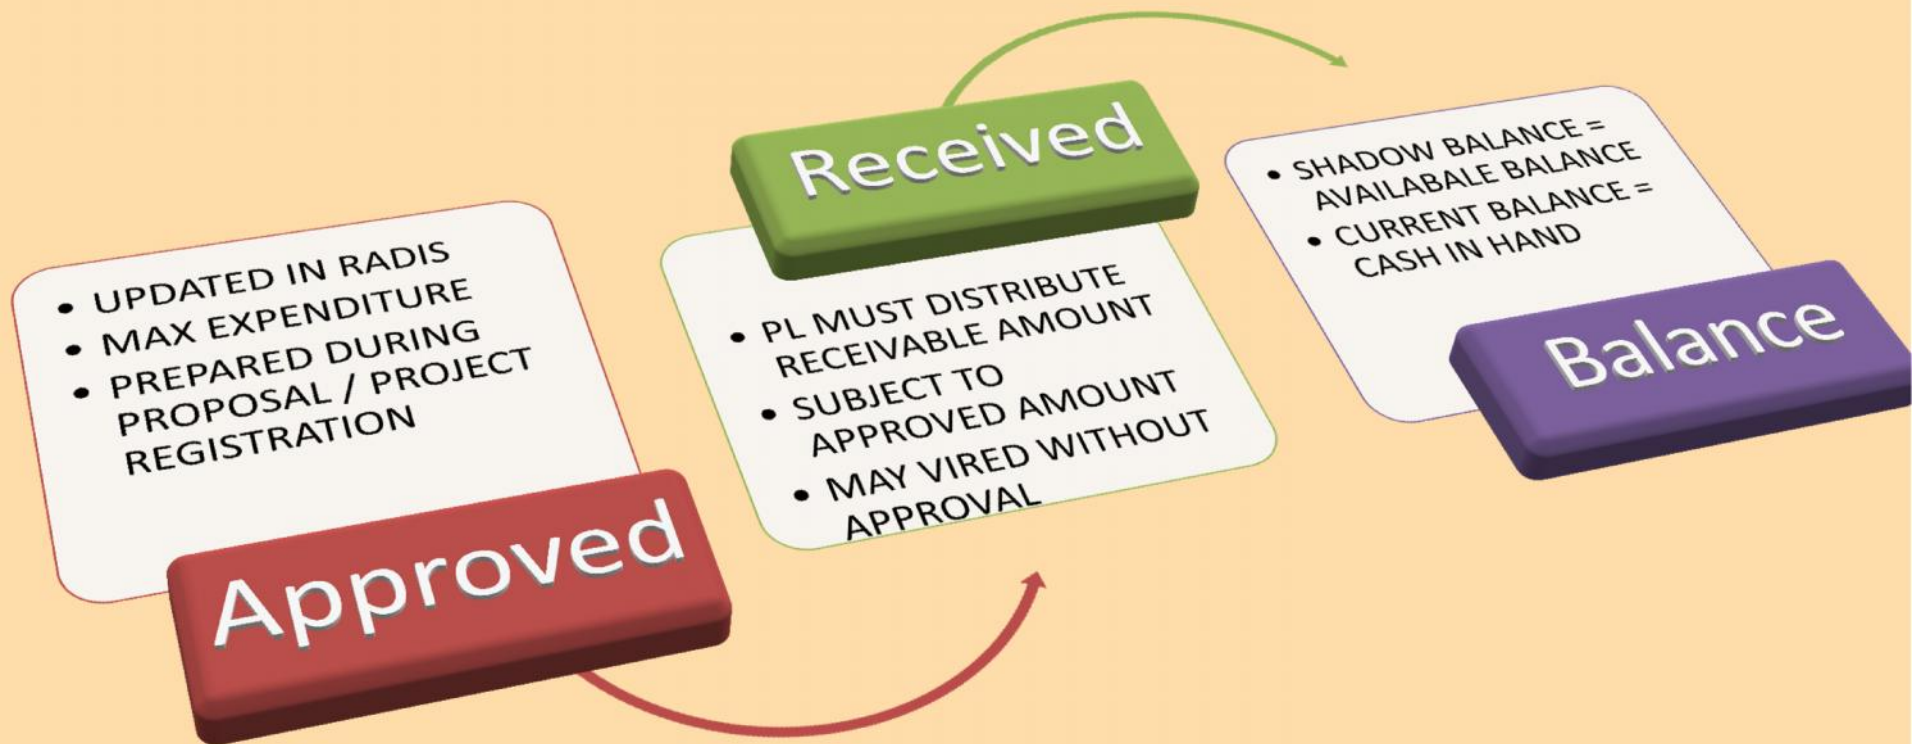 • UPDATED IN RADIS
• MAX EXPENDITURE
• PREPARED DURING
PROPOSAL / PROJECT
REGISTRATION
Approved
Received
• PL MUST DISTRIBUTE
RECEIVABLE AMOUNT
• SUBJECT TO
APPROVED AMOUNT
• MAY VIRED WITHOUT
APPROVAL
• SHADOW BALANCE =
AVAILABALE BALANCE
• CURRENT BALANCE =
CASH IN HAND
Balance